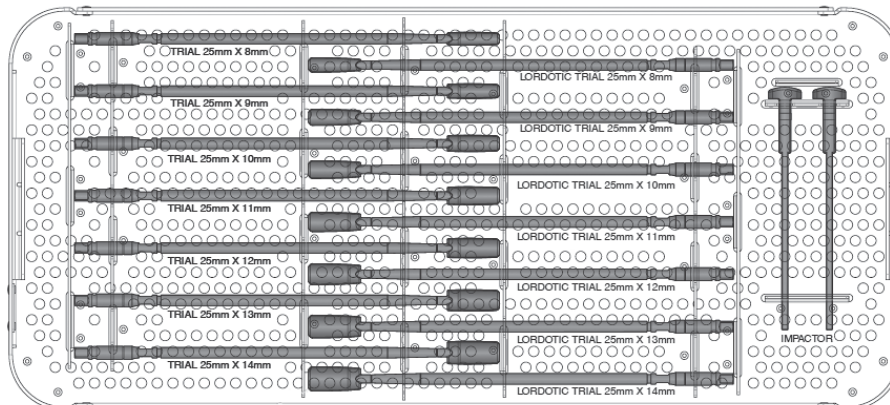 TRIAL 25mm X 8mm
LORDOTIC TRIAL 25mm X 8mm
TRIAL 25mm X 9mm
LORDOTIC TRIAL 25mm X 9mm
TRIAL 25mm X 10mm
LORDOTIC TRIAL 25mm X 10mm
TRIAL 25mm X 11mm
LORDOTIC TRIAL 25mm X 11mm
TRIAL 25mm X 12mm
LORDOTIC TRIAL 25mm X 12mm
TRIAL 25mm X 13mm
LORDOTIC TRIAL 25mm X 13mm
IMPACTOR
TRIAL 25mm X 14mm
LORDOTIC TRIAL 25mm X 14mm